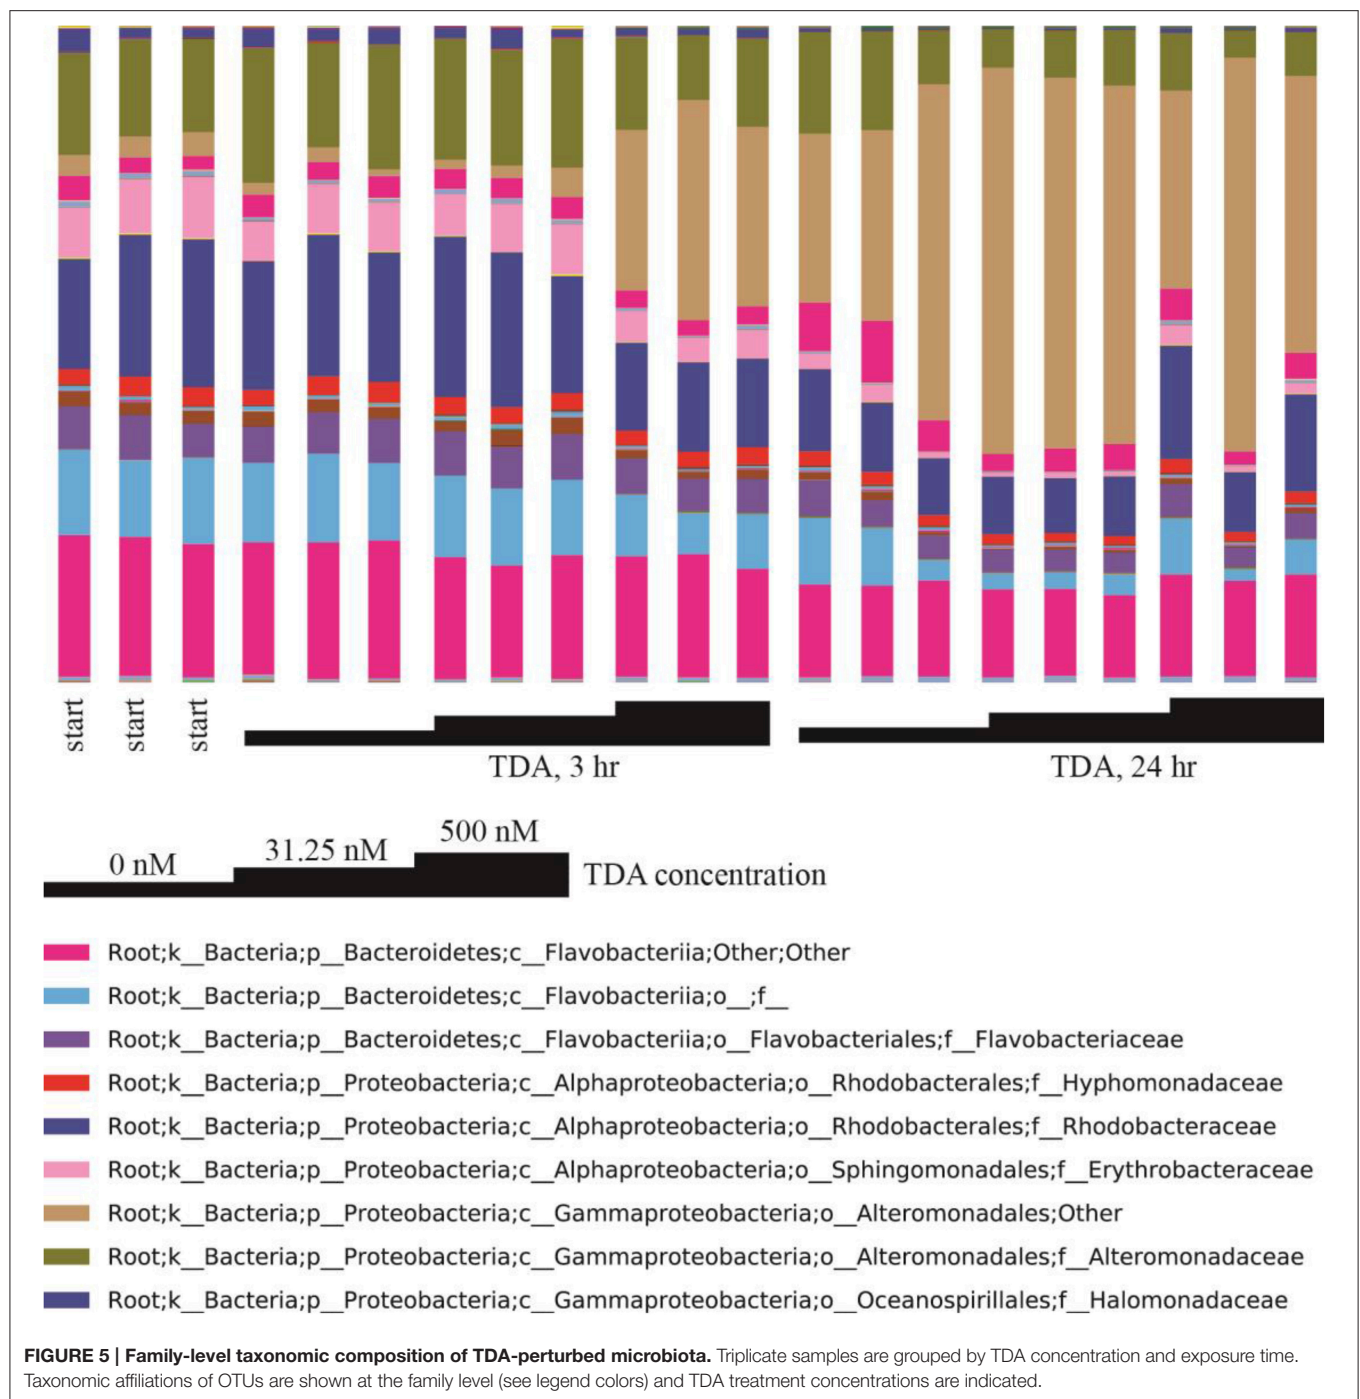 start
start
start
TDA, 3 hr
TDA, 24 hr
0 nM
31.25 nM
500 nM
TDA concentration
Root;k__Bacteria;p__Bacteroidetes;c__Flavobacteriia;Other;Other
Root;k__Bacteria;p__Bacteroidetes;c__Flavobacteriia;o__;f__
Root;k__Bacteria;p__Bacteroidetes;c__Flavobacteriia;o__Flavobacteriales;f__Flavobacteriaceae
Root;k__Bacteria;p__Proteobacteria;c__Alphaproteobacteria;o__Rhodobacterales;f__Hyphomonadaceae
Root;k__Bacteria;p__Proteobacteria;c__Alphaproteobacteria;o__Rhodobacterales;f__Rhodobacteraceae
Root;k__Bacteria;p__Proteobacteria;c__Alphaproteobacteria;o__Sphingomonadales;f__Erythrobacteraceae
Root;k__Bacteria;p__Proteobacteria;c__Gammaproteobacteria;o__Alteromonadales;Other
Root;k__Bacteria;p__Proteobacteria;c__Gammaproteobacteria;o__Alteromonadales;f__Alteromonadaceae
Root;k__Bacteria;p__Proteobacteria;c__Gammaproteobacteria;o__Oceanospirillales;f__Halomonadaceae
FIGURE 5 | Family-level taxonomic composition of TDA-perturbed microbiota. Triplicate samples are grouped by TDA concentration and exposure time.
Taxonomic affiliations of OTUs are shown at the family level (see legend colors) and TDA treatment concentrations are indicated.